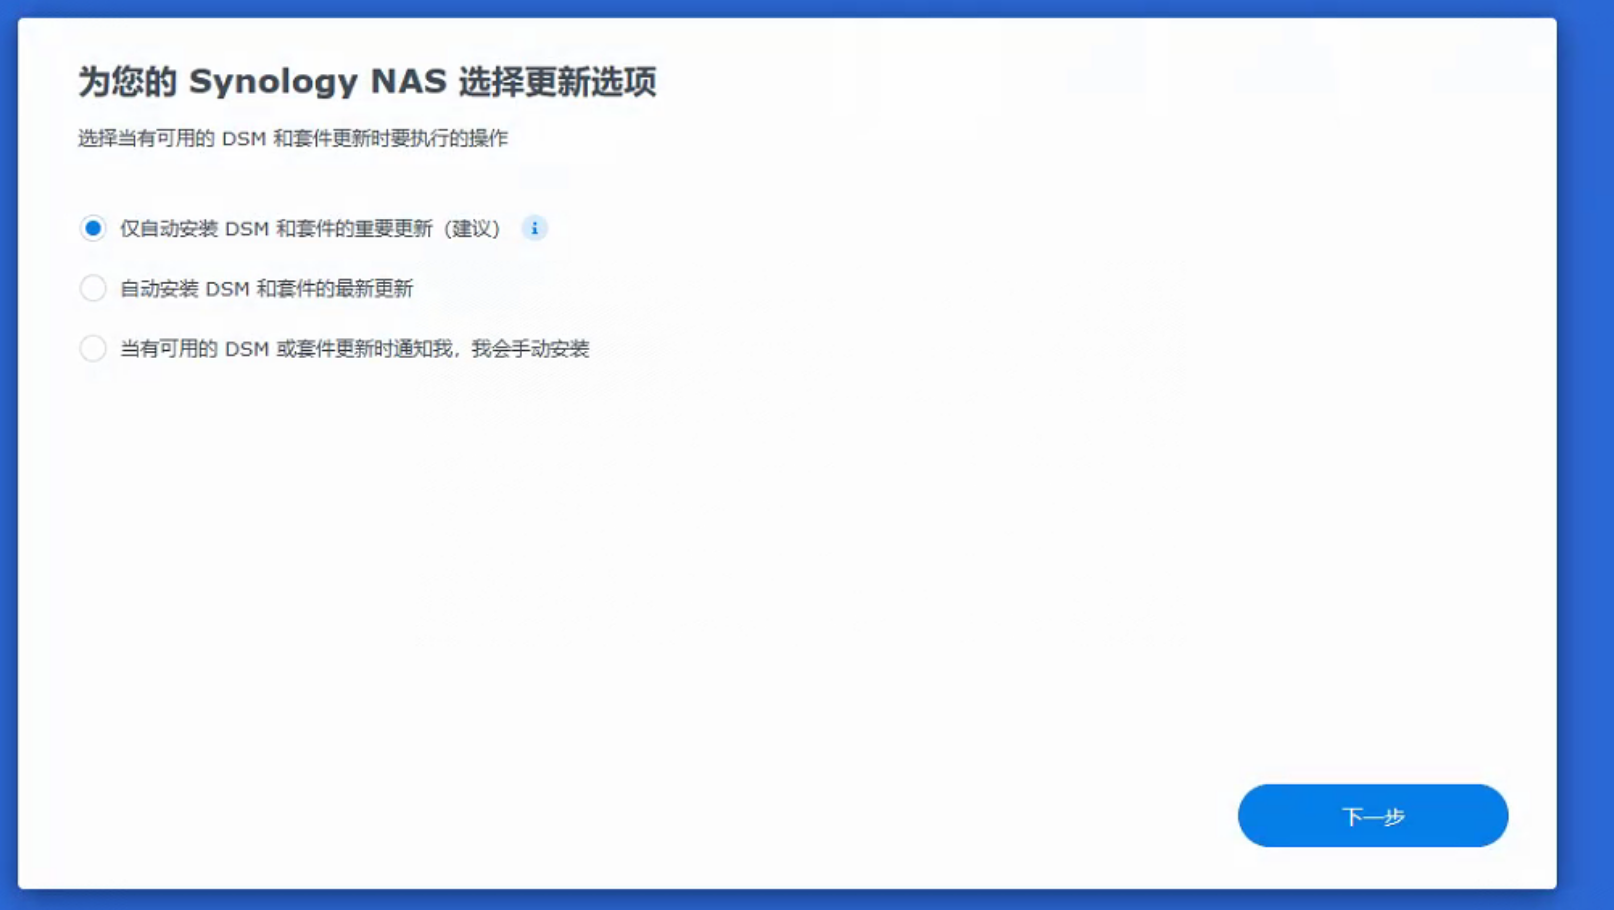 为您的 Synology NAS 选择更新选项
选择当有可用的 DSM 和套件更新时要执行的操作
仅自动安装 DSM 和套件的重要更新（建议） i
自动安装 DSM 和套件的最新更新
当有可用的 DSM 或套件更新时通知我，我会手动安装
下一步